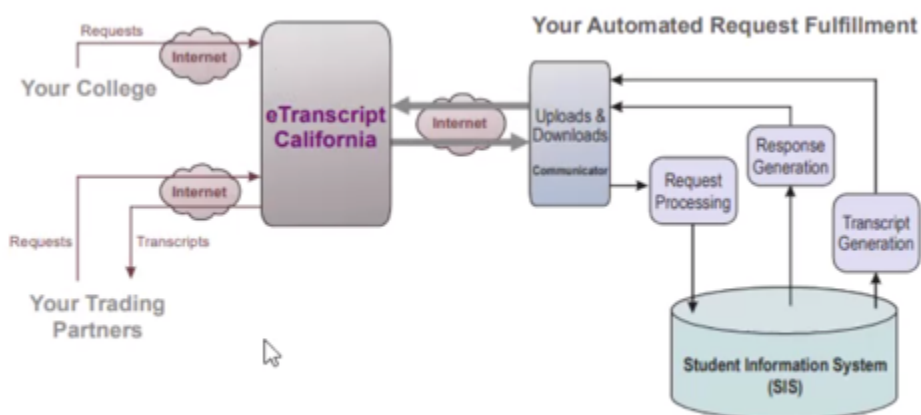 Your Automated Request Fulfillment
Requests
Internet
Your College
eTranscript
California
Internet
Uploads &
Downloads
Communicator
Response
Generation
Request
Processing
Internet
Requests
Transcripts
Transcript
Generation
Your Trading
Partners
Student Information System
(SIS)